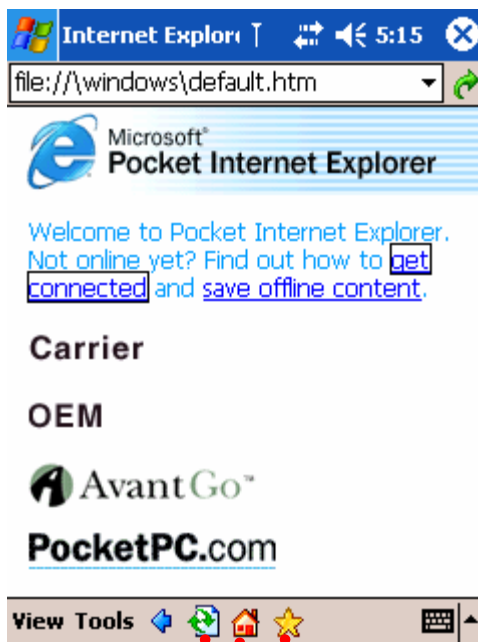 Internet Explor 5:15
file://\windows\default.htm
Microsoft®
Pocket Internet Explorer
Welcome to Pocket Internet Explorer.
Not online yet? Find out how to get
connected and save offline content.
Carrier
OEM
AvantGo™
PocketPC.com
View Tools